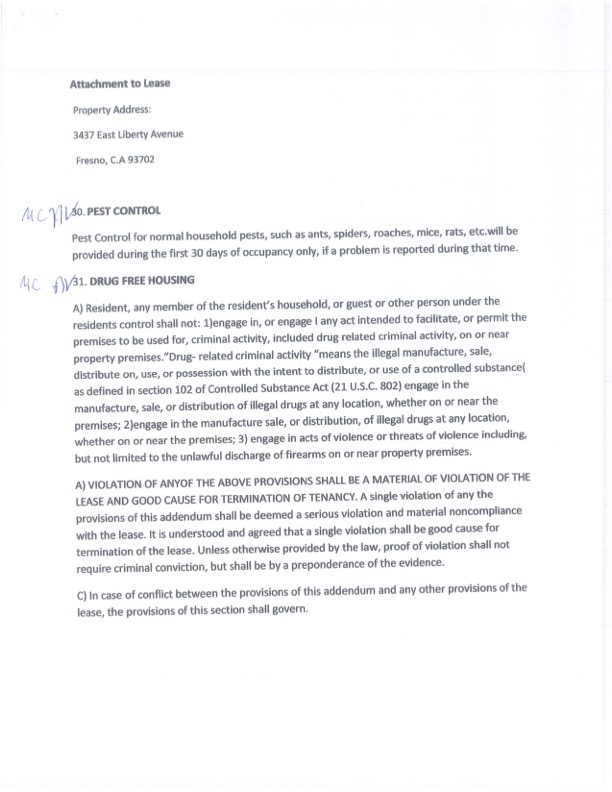 Attachment to Lease
Property Address:
3437 East Liberty Avenue
Fresno, C.A 93702
MC 30. PEST CONTROL
Pest Control for normal household pests, such as ants, spiders, roaches, mice, rats, etc.will be
provided during the first 30 days of occupancy only, if a problem is reported during that time.
MC 31. DRUG FREE HOUSING
A) Resident, any member of the resident's household, or guest or other person under the
residents control shall not: 1)engage in, or engage I any act intended to facilitate, or permit the
premises to be used for, criminal activity, included drug related criminal activity, on or near
property premises."Drug- related criminal activity "means the illegal manufacture, sale,
distribute on, use, or possession with the intent to distribute, or use of a controlled substance(
as defined in section 102 of Controlled Substance Act (21 U.S.C. 802) engage in the
manufacture, sale, or distribution of illegal drugs at any location, whether on or near the
premises; 2)engage in the manufacture sale, or distribution, of illegal drugs at any location,
whether on or near the premises; 3) engage in acts of violence or threats of violence including,
but not limited to the unlawful discharge of firearms on or near property premises.
A) VIOLATION OF ANYOF THE ABOVE PROVISIONS SHALL BE A MATERIAL OF VIOLATION OF THE
LEASE AND GOOD CAUSE FOR TERMINATION OF TENANCY. A single violation of any the
provisions of this addendum shall be deemed a serious violation and material noncompliance
with the lease. It is understood and agreed that a single violation shall be good cause for
termination of the lease. Unless otherwise provided by the law, proof of violation shall not
require criminal conviction, but shall be by a preponderance of the evidence.
C) In case of conflict between the provisions of this addendum and any other provisions of the
lease, the provisions of this section shall govern.